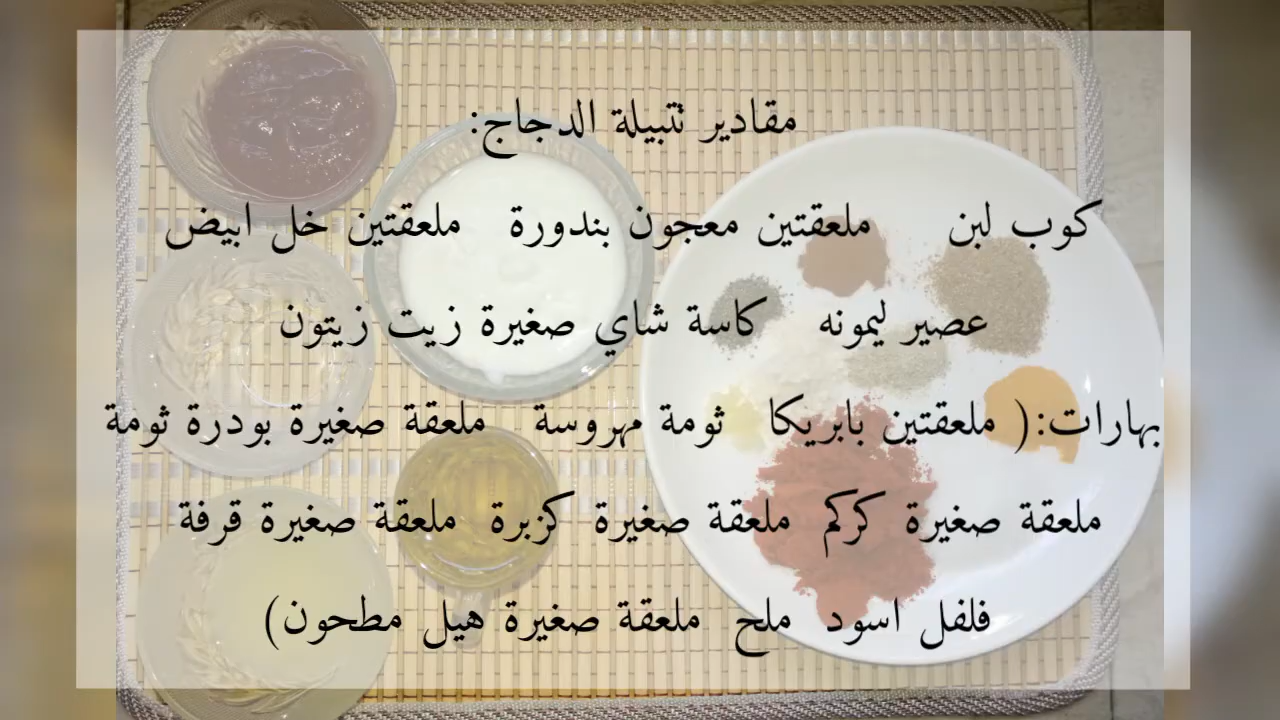 مقادير تتبيلة الدجاج:
كوب لبن ملعقتين معجون بندورة ملعقتين خل ابيض
عصير ليمونه كاسة شاي صغيرة زيت زيتون
بهارات:( ملعقتين بابريكا ثومة مهروسة ملعقة صغيرة بودرة ثومة
ملعقة صغيرة كركم ملعقة صغيرة كزبرة ملعقة صغيرة قرفة
فلفل اسود ملح ملعقة صغيرة هيل مطحون)